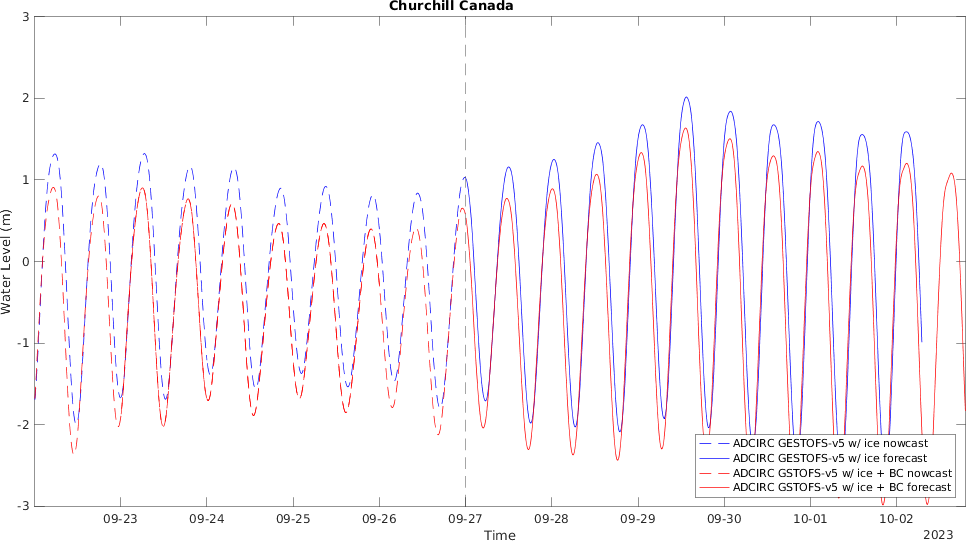 Churchill Canada
3
2
1
0
-1
-2
-3
Water Level (m)
09-23 09-24 09-25 09-26 09-27 09-28 09-29 09-30 10-01 10-02
Time
2023
ADCIRC GESTOFS-v5 w/ ice nowcast
ADCIRC GESTOFS-v5 w/ ice forecast
ADCIRC GSTOFS-v5 w/ ice + BC nowcast
ADCIRC GSTOFS-v5 w/ ice + BC forecast